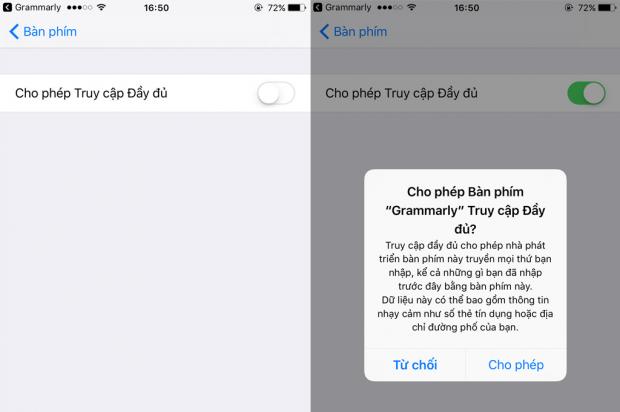 Grammarly 16:50 72%
Bàn phím
Cho phép Truy cập Đầy đủ
Grammarly 16:50 72%
Bàn phím
Cho phép Truy cập Đầy đủ
Cho phép Bàn phím
“Grammarly” Truy cập Đầy
đủ?
Truy cập đầy đủ cho phép nhà phát
triển bàn phím này truyền mọi thứ bạn
nhập, kể cả những gì bạn đã nhập
trước đây bằng bàn phím này.
Dữ liệu này có thể bao gồm thông tin
nhạy cảm như số thẻ tín dụng hoặc địa
chỉ đường phố của bạn.
Từ chối
Cho phép